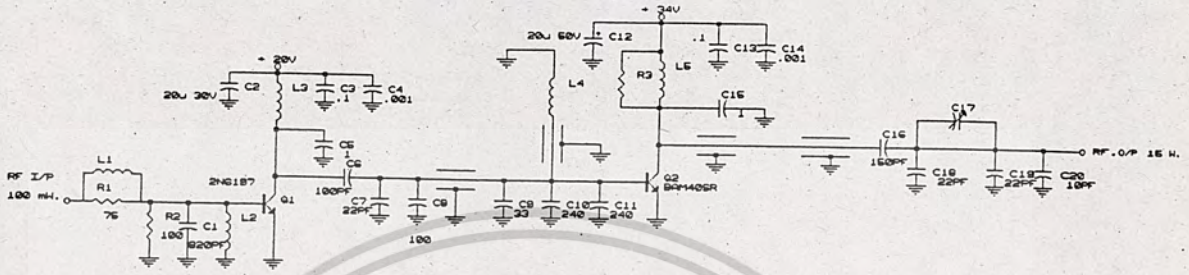 + 34V
20u 60V
C12
.1
C13
C14
.001
L4
R3
L5
+ 20V
C2
20u 30V
L3
C3
.1
C4
.001
C15
1
C17
C5
1
C16
150PF
RF.O/P 15 W.
L1
RF I/P
100 mW.
R1
75
2N6187
Q1
C6
100PF
Q2
BAM40SR
C18
22PF
C19
22PF
C20
10PF
C7
22PF
C8
100
C9
33
C10
240
C11
240
R2
100
C1
820PF
L2